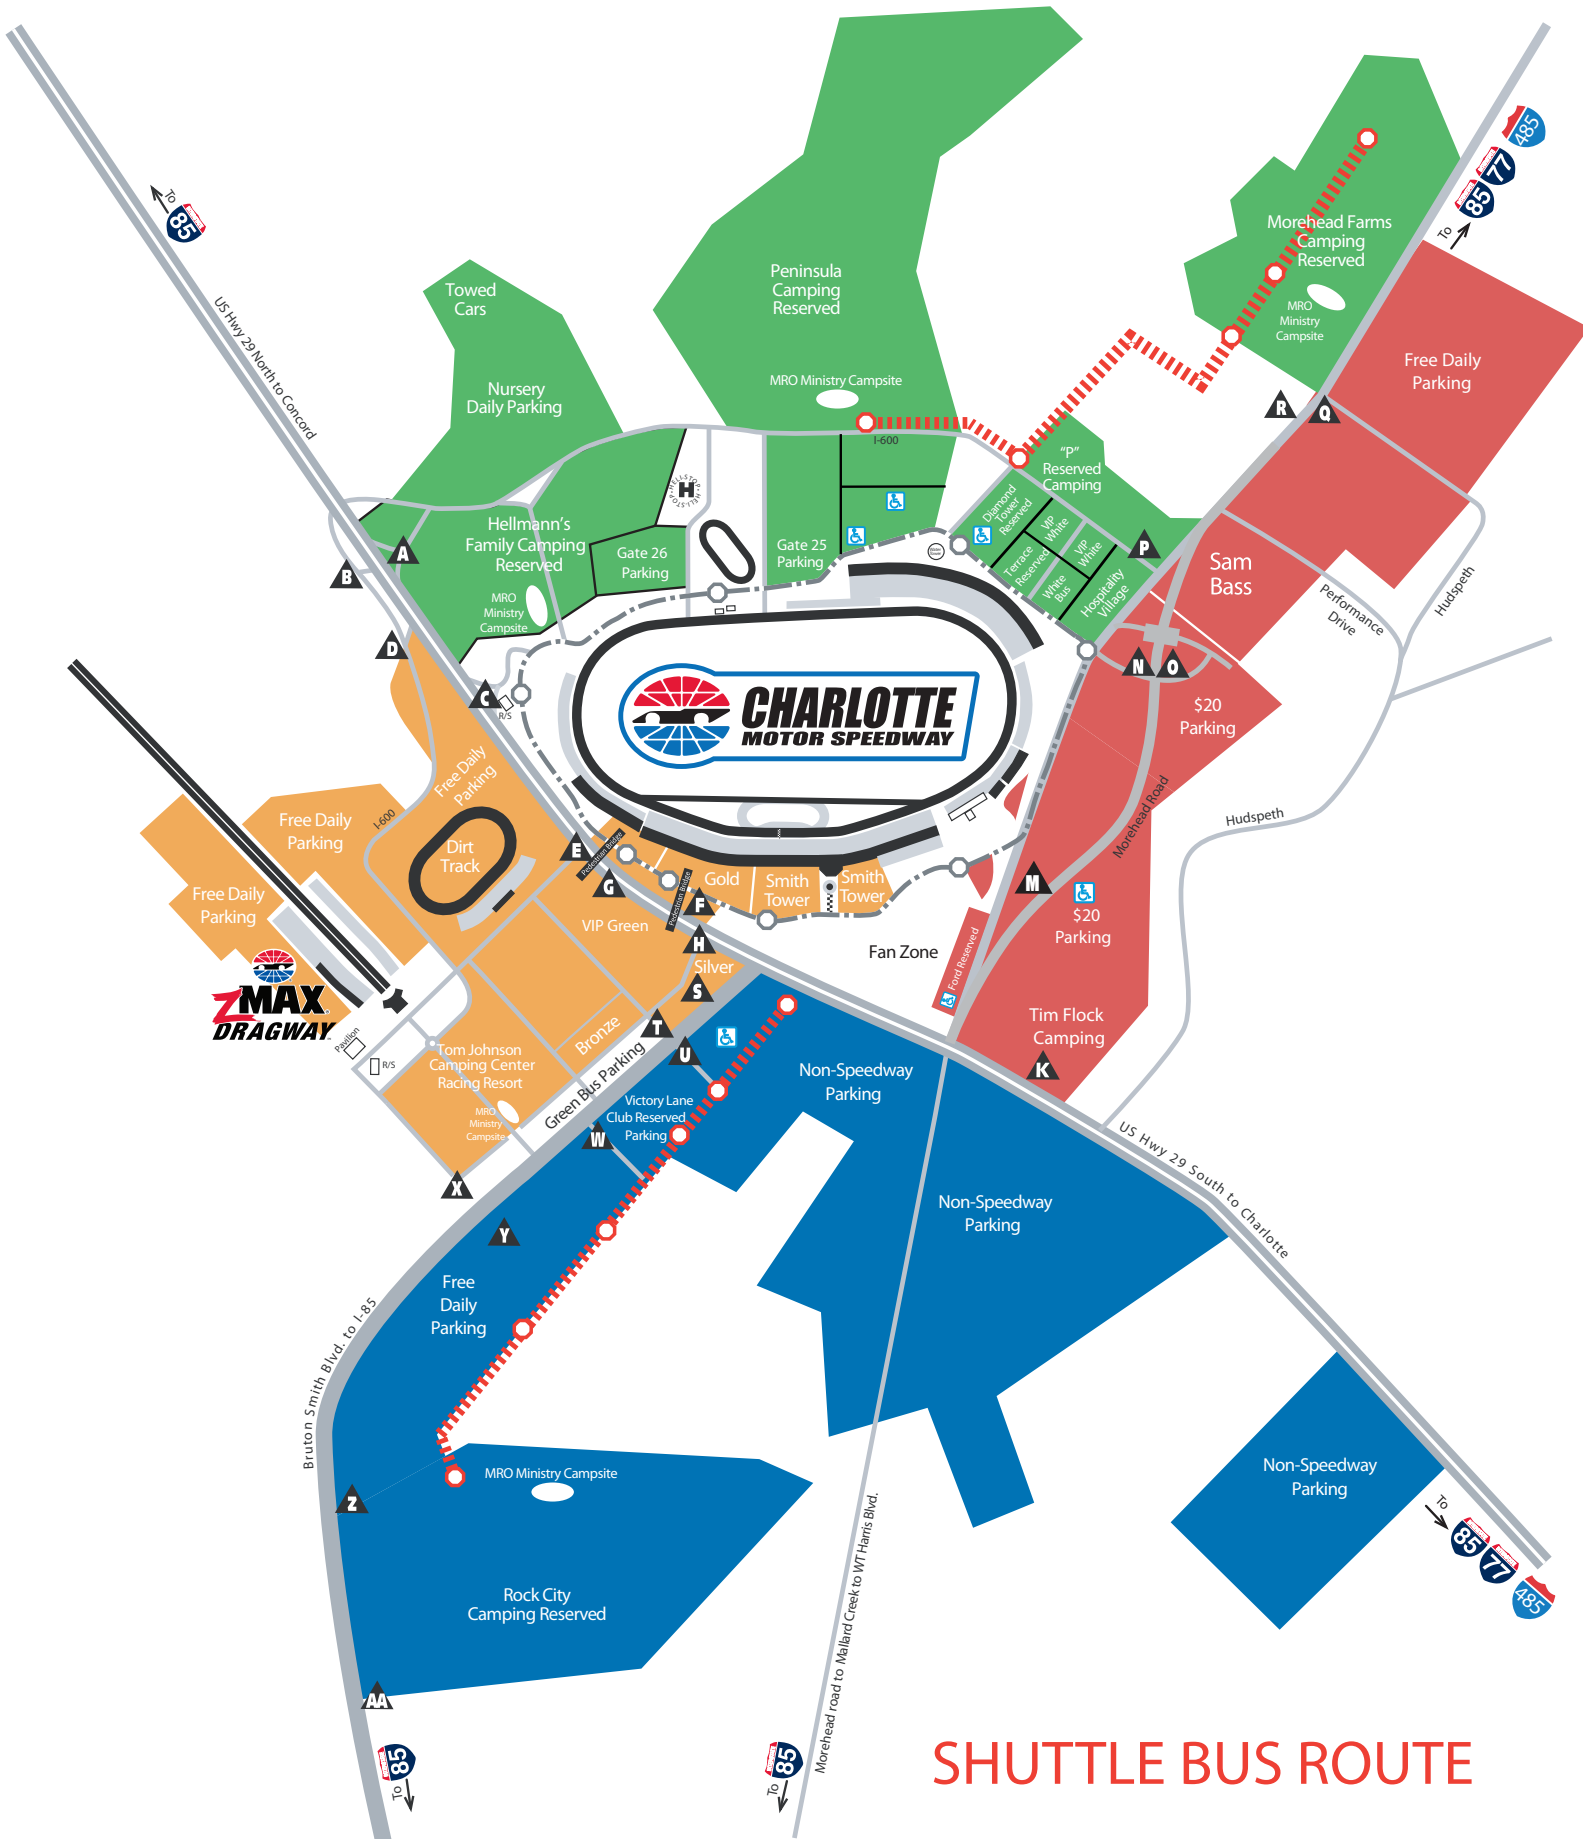 485
77
85
To
To
85
US Hwy 29 North to Concord
Towed
Cars
Nursery
Daily Parking
Peninsula
Camping
Reserved
MRO Ministry Campsite
I-600
Morehead Farms
Camping
Reserved
MRO
Ministry
Campsite
Free Daily
Parking
R
Q
"P"
Reserved
Camping
Diamond
Tower
Reserved
VIP
White
VIP
White
Terrace
Reserved
White
Bus
Hospitality
Village
P
HELLSTOP
H
HELLSTOP
Hellmann's
Family Camping
Reserved
MRO
Ministry
Campsite
Gate 26
Parking
Gate 25
Parking
A
B
D
C
R/S
Sam
Bass
Performance
Drive
Hudspeth
N
O
$20
Parking
CHARLOTTE
MOTOR SPEEDWAY
Free Daily
Parking
I-600
Free Daily
Parking
Free Daily
Parking
Dirt
Track
E
Pedestrian Bridge
G
Pedestrian Bridge
F
Gold
Smith
Tower
Smith
Tower
VIP Green
H
Silver
S
Fan Zone
Ford Reserved
M
$20
Parking
Morehead Road
Hudspeth
Tim Flock
Camping
K
ZMAX
DRAGWAY
Pavilion
R/S
Tom Johnson
Camping Center
Racing Resort
MRO
Ministry
Campsite
Bronze
Green Bus Parking
T
U
Victory Lane
Club Reserved
Parking
W
X
Y
Non-Speedway
Parking
Non-Speedway
Parking
US Hwy 29 South to Charlotte
Free
Daily
Parking
Bruton Smith Blvd. to I-85
Z
MRO Ministry Campsite
Rock City
Camping Reserved
AA
Non-Speedway
Parking
To
85
77
485
Morehead road to Mallard Creek to WT Harris Blvd.
85
To
85
To
SHUTTLE BUS ROUTE